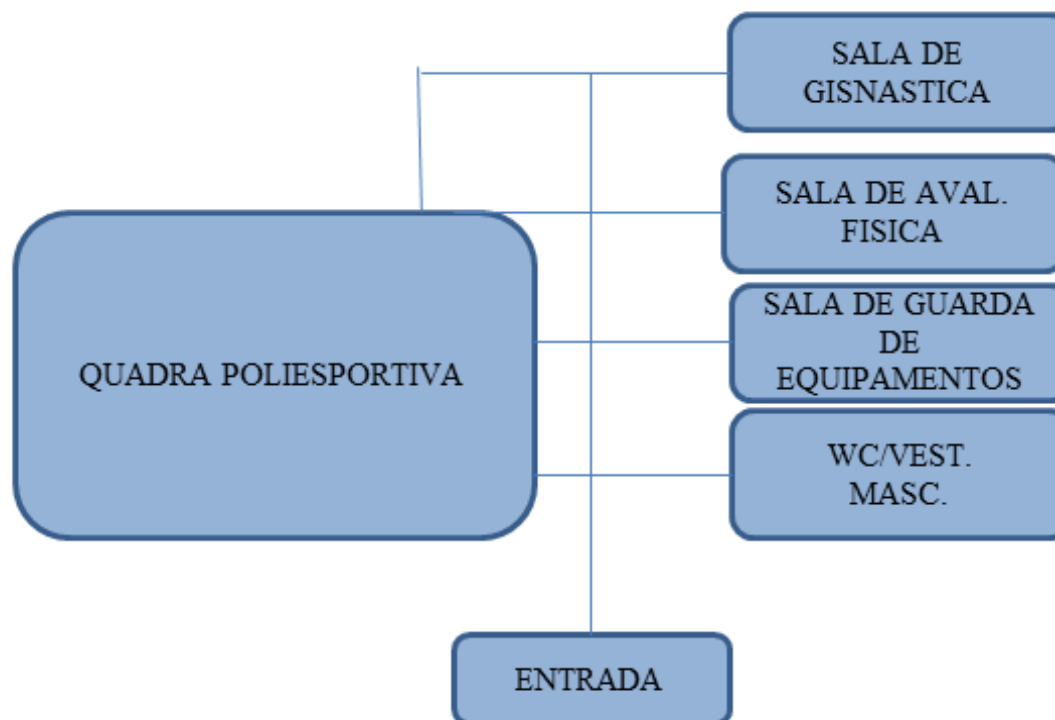 SALA DE
GISNASTICA
SALA DE AVAL.
FISICA
SALA DE GUARDA
DE
EQUIPAMENTOS
QUADRA POLIESPORTIVA
WC/VEST.
MASC.
ENTRADA